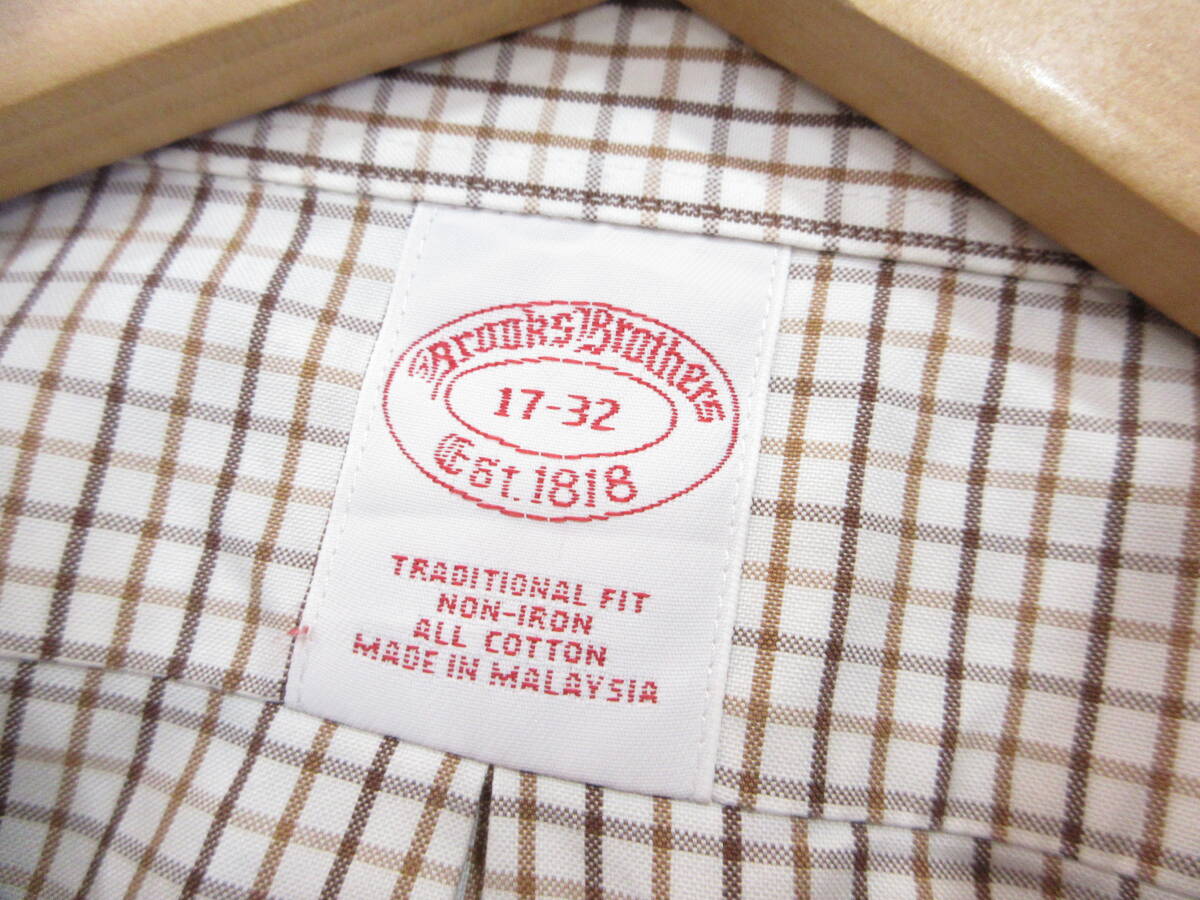 Brooks Brothers
17-32
Est. 1818
TRADITIONAL FIT
NON-IRON
ALL COTTON
MADE IN MALAYSIA